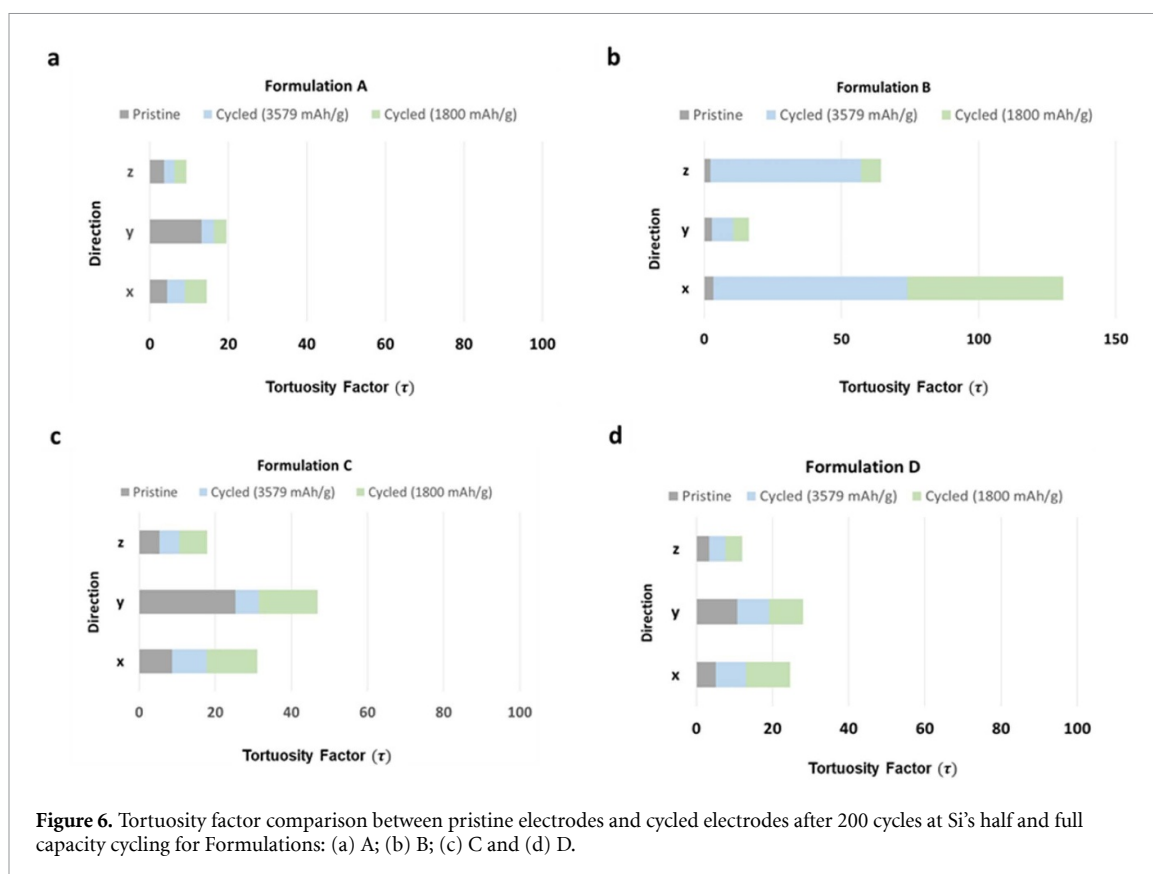 a
Formulation A
Pristine Cycled (3579 mAh/g) Cycled (1800 mAh/g)
Direction
z
y
x
0 20 40 60 80 100
Tortuosity Factor (τ)
b
Formulation B
Pristine Cycled (3579 mAh/g) Cycled (1800 mAh/g)
Direction
z
y
x
0 50 100 150
Tortuosity Factor (τ)
c
Formulation C
Pristine Cycled (3579 mAh/g) Cycled (1800 mAh/g)
Direction
z
y
x
0 20 40 60 80 100
Tortuosity Factor (τ)
d
Formulation D
Pristine Cycled (3579 mAh/g) Cycled (1800 mAh/g)
Direction
z
y
x
0 20 40 60 80 100
Tortuosity Factor (τ)
Figure 6. Tortuosity factor comparison between pristine electrodes and cycled electrodes after 200 cycles at Si's half and full
capacity cycling for Formulations: (a) A; (b) B; (c) C and (d) D.